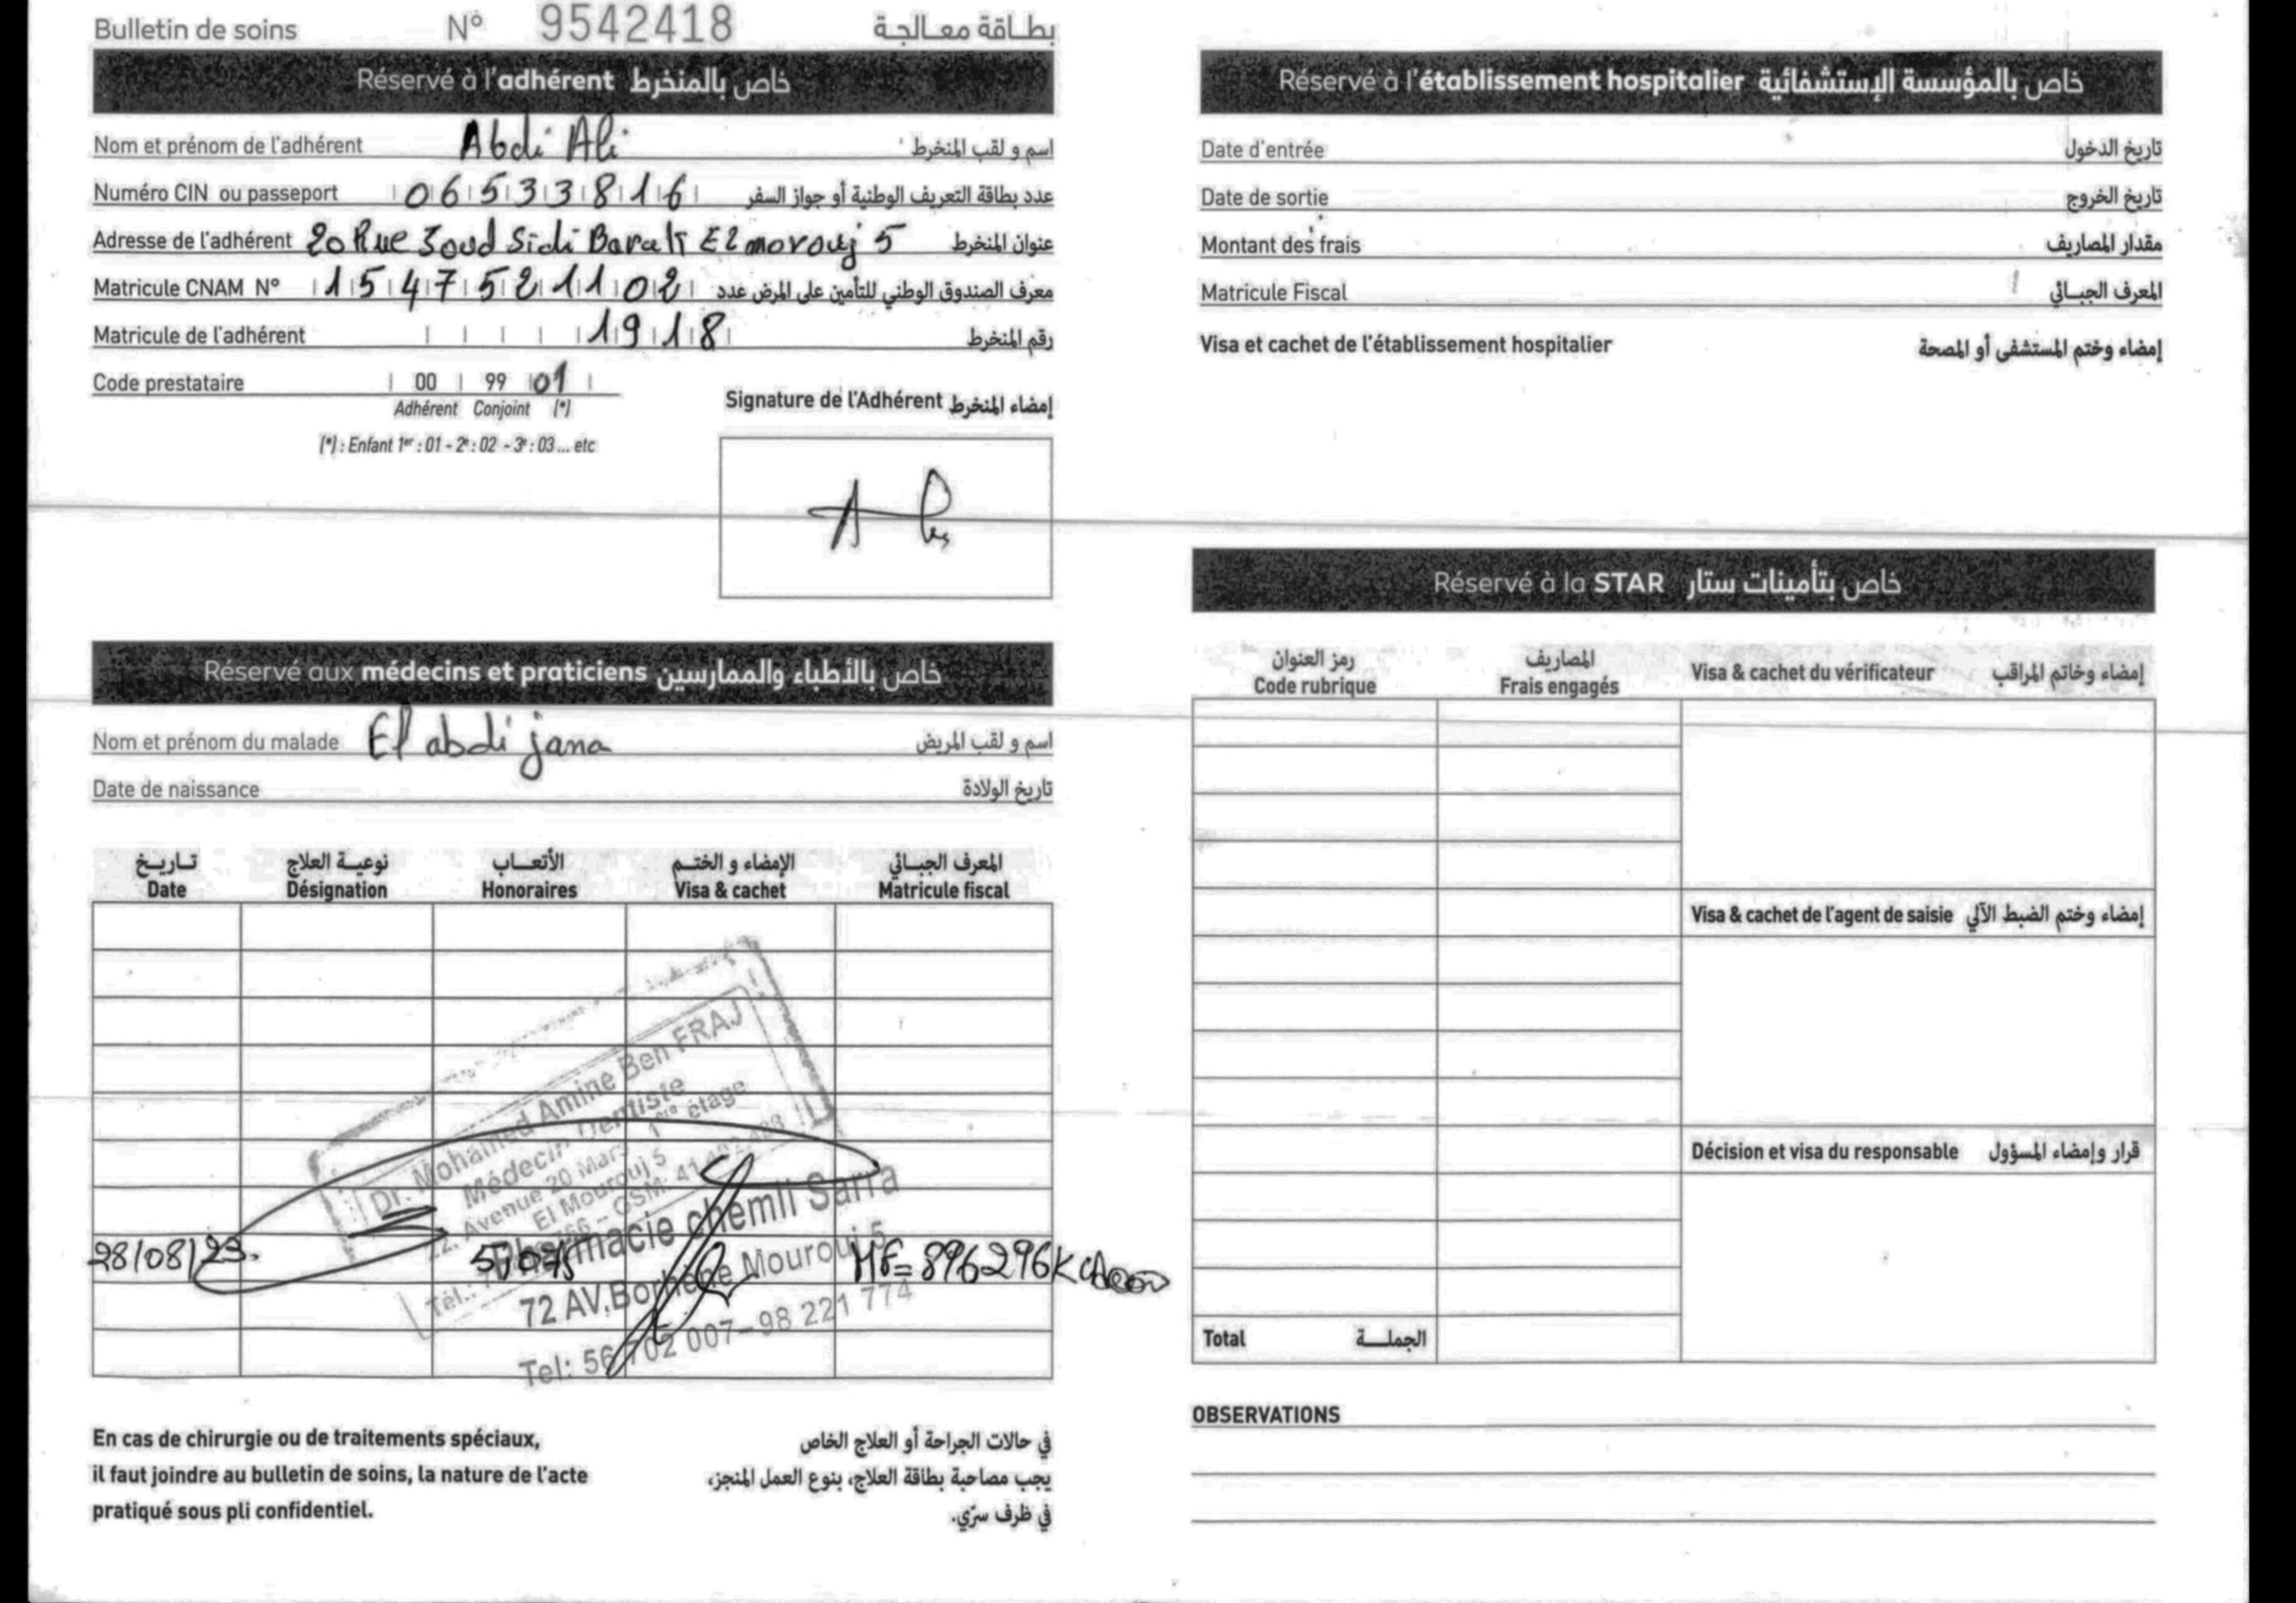 Bulletin de soins N° 9542418 بطاقة معالجة
Réservé à l'adhérent خاص بالمنخرط
Nom et prénom de l'adhérent Abdi Ali اسم و لقب المنخرط
Numéro CIN ou passeport 06533816 عدد بطاقة التعريف الوطنية أو جواز السفر
Adresse de l'adhérent 20 Rue Sidi El mourouj 5 عنوان المنخرط
Matricule CNAM N° 1547521102 معرف الصندوق الوطني للتأمين على المرض عدد
Matricule de l'adhérent 1918 رقم المنخرط
Code prestataire 00 99 01
Adhérent Conjoint (*)
(*) : Enfant 1er : 01 - 2e : 02 - 3e : 03 ... etc
Signature de l'Adhérent إمضاء المنخرط
Réservé aux médecins et praticiens خاص بالأطباء والممارسين
Nom et prénom du malade El abdi jana اسم و لقب المريض
Date de naissance تاريخ الولادة
تاريخ نوعية العلاج الأتعاب الإمضاء و الختم المعرف الجبائي
Date Désignation Honoraires Visa & cachet Matricule fiscal
Dr. Mohamed Amine Ben FRAJ
Médecin Dentiste
Avenue 20 Mars 1 étage
El Mourouj 5
GSM: 41 492 483
28/08/23. MF=896296K
Pharmacie chemli Sarra
72 AV.Borhène Mourouj 5
Tel: 56 702 007–98 221 774
En cas de chirurgie ou de traitements spéciaux,
il faut joindre au bulletin de soins, la nature de l'acte
pratiqué sous pli confidentiel.
في حالات الجراحة أو العلاج الخاص
يجب مصاحبة بطاقة العلاج، بنوع العمل المنجز،
في ظرف سرّي.
Réservé à l'établissement hospitalier خاص بالمؤسسة الإستشفائية
Date d'entrée تاريخ الدخول
Date de sortie تاريخ الخروج
Montant des frais مقدار المصاريف
Matricule Fiscal المعرف الجبائي
Visa et cachet de l'établissement hospitalier إمضاء وختم المستشفى أو المصحة
Réservé à la STAR خاص بتأمينات ستار
رمز العنوان المصاريف
Code rubrique Frais engagés Visa & cachet du vérificateur إمضاء وخاتم المراقب
Visa & cachet de l'agent de saisie إمضاء وختم الضبط الآلي
Décision et visa du responsable قرار وإمضاء المسؤول
Total الجملة
OBSERVATIONS